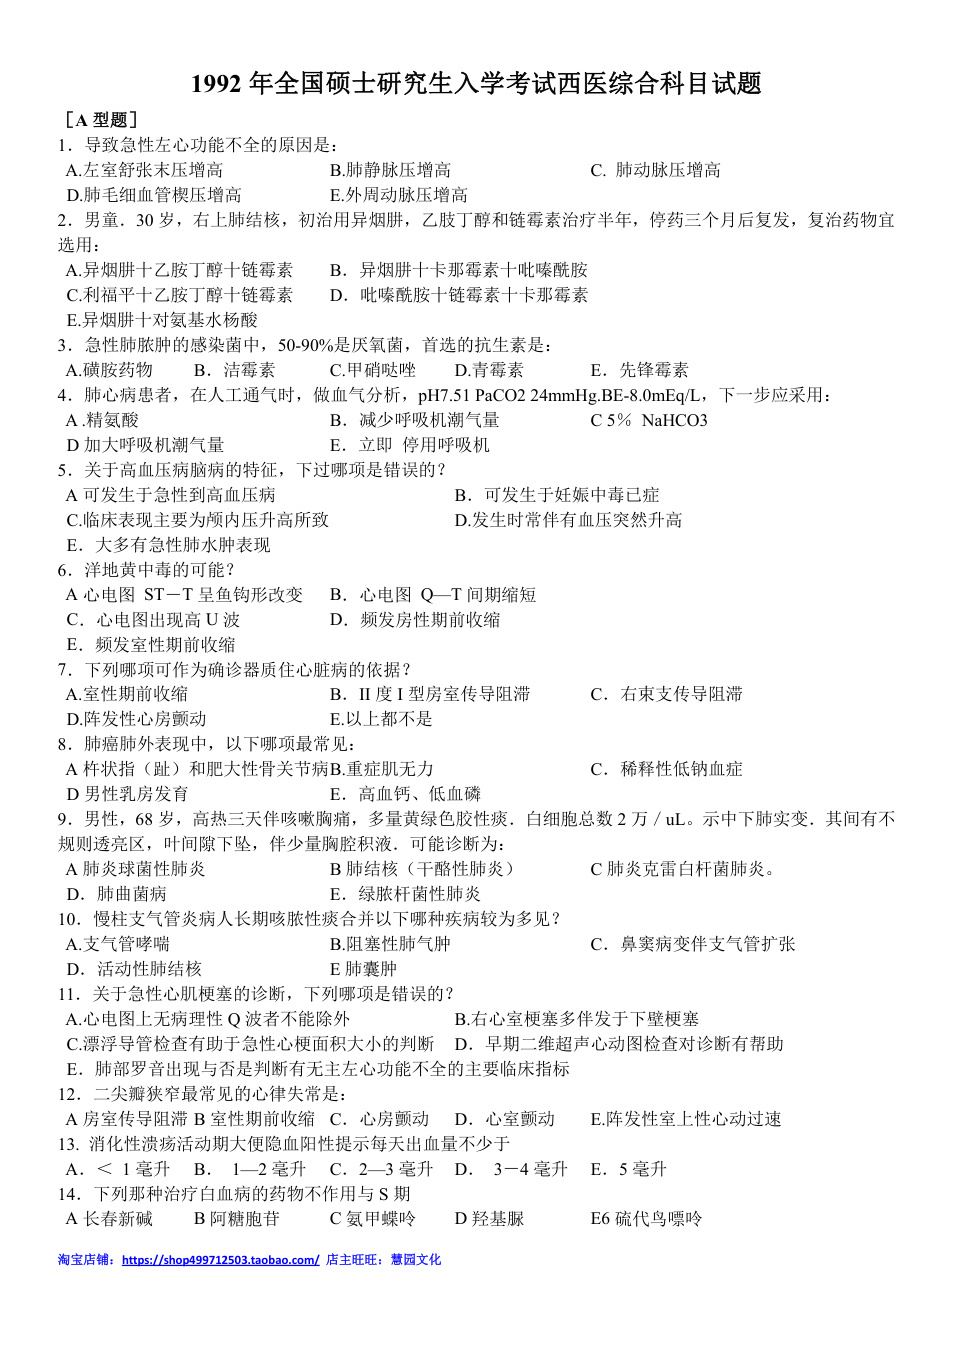 1992 年全国硕士研究生入学考试西医综合科目试题
［A 型题］
1．导致急性左心功能不全的原因是：
A.左室舒张末压增高 B.肺静脉压增高 C. 肺动脉压增高
D.肺毛细血管楔压增高 E.外周动脉压增高
2．男童．30 岁，右上肺结核，初治用异烟肼，乙肢丁醇和链霉素治疗半年，停药三个月后复发，复治药物宜
选用：
A.异烟肼十乙胺丁醇十链霉素 B．异烟肼十卡那霉素十吡嗪酰胺
C.利福平十乙胺丁醇十链霉素 D．吡嗪酰胺十链霉素十卡那霉素
E.异烟肼十对氨基水杨酸
3．急性肺脓肿的感染菌中，50-90%是厌氧菌，首选的抗生素是：
A.磺胺药物 B．洁霉素 C.甲硝哒唑 D.青霉素 E．先锋霉素
4．肺心病患者，在人工通气时，做血气分析，pH7.51 PaCO2 24mmHg.BE-8.0mEq/L，下一步应采用：
A .精氨酸 B．减少呼吸机潮气量 C 5％ NaHCO3
D 加大呼吸机潮气量 E．立即 停用呼吸机
5．关于高血压病脑病的特征，下过哪项是错误的？
A 可发生于急性到高血压病 B．可发生于妊娠中毒已症
C.临床表现主要为颅内压升高所致 D.发生时常伴有血压突然升高
E．大多有急性肺水肿表现
6．洋地黄中毒的可能？
A 心电图 ST－T 呈鱼钩形改变 B．心电图 Q—T 间期缩短
C．心电图出现高 U 波 D．频发房性期前收缩
E．频发室性期前收缩
7．下列哪项可作为确诊器质住心脏病的依据？
A.室性期前收缩 B．II 度 I 型房室传导阻滞 C．右束支传导阻滞
D.阵发性心房颤动 E.以上都不是
8．肺癌肺外表现中，以下哪项最常见：
A 杵状指（趾）和肥大性骨关节病B.重症肌无力 C．稀释性低钠血症
D 男性乳房发育 E．高血钙、低血磷
9．男性，68 岁，高热三天伴咳嗽胸痛，多量黄绿色胶性痰．白细胞总数 2 万／uL。示中下肺实变．其间有不
规则透亮区，叶间隙下坠，伴少量胸腔积液．可能诊断为：
A 肺炎球菌性肺炎 B 肺结核（干酪性肺炎） C 肺炎克雷白杆菌肺炎。
D．肺曲菌病 E．绿脓杆菌性肺炎
10．慢柱支气管炎病人长期咳脓性痰合并以下哪种疾病较为多见？
A.支气管哮喘 B.阻塞性肺气肿 C．鼻窦病变伴支气管扩张
D．活动性肺结核 E 肺囊肿
11．关于急性心肌梗塞的诊断，下列哪项是错误的？
A.心电图上无病理性 Q 波者不能除外 B.右心室梗塞多伴发于下壁梗塞
C.漂浮导管检查有助于急性心梗面积大小的判断 D．早期二维超声心动图检查对诊断有帮助
E．肺部罗音出现与否是判断有无主左心功能不全的主要临床指标
12．二尖瓣狭窄最常见的心律失常是：
A 房室传导阻滞 B 室性期前收缩 C．心房颤动 D．心室颤动 E.阵发性室上性心动过速
13. 消化性溃疡活动期大便隐血阳性提示每天出血量不少于
A．＜ 1 毫升 B． 1—2 毫升 C．2—3 毫升 D． 3－4 毫升 E．5 毫升
14．下列那种治疗白血病的药物不作用与 S 期
A 长春新碱 B 阿糖胞苷 C 氨甲蝶呤 D 羟基脲 E6 硫代鸟嘌呤
淘宝店铺：https://shop499712503.taobao.com/ 店主旺旺：慧园文化